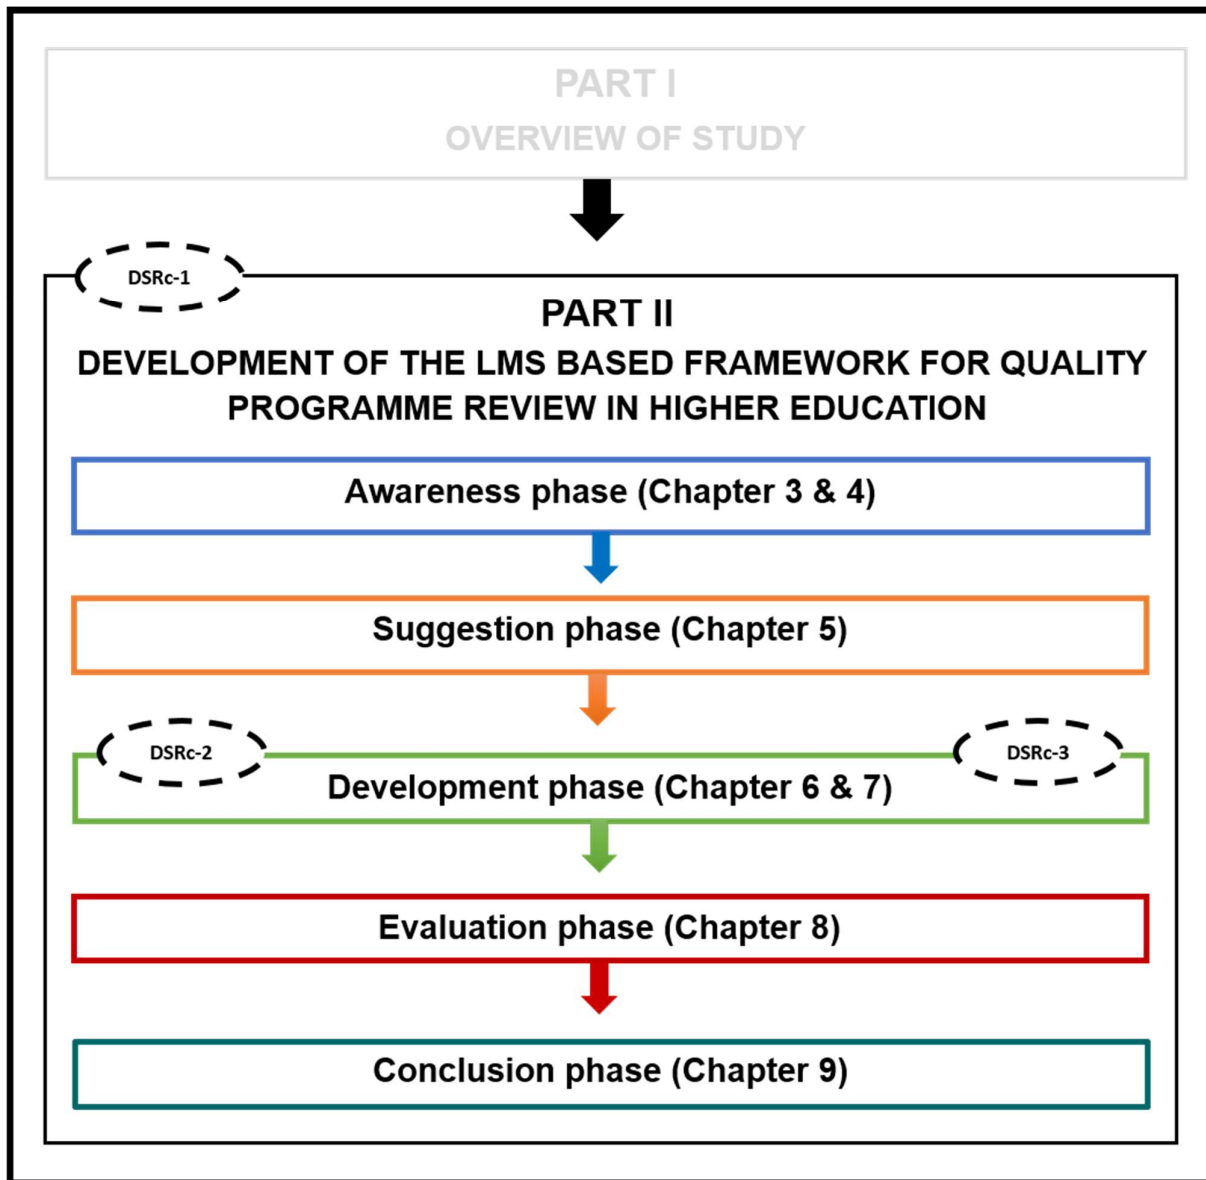 PART I
OVERVIEW OF STUDY
DSRc-1
PART II
DEVELOPMENT OF THE LMS BASED FRAMEWORK FOR QUALITY
PROGRAMME REVIEW IN HIGHER EDUCATION
Awareness phase (Chapter 3 & 4)
Suggestion phase (Chapter 5)
DSRc-2
DSRc-3
Development phase (Chapter 6 & 7)
Evaluation phase (Chapter 8)
Conclusion phase (Chapter 9)